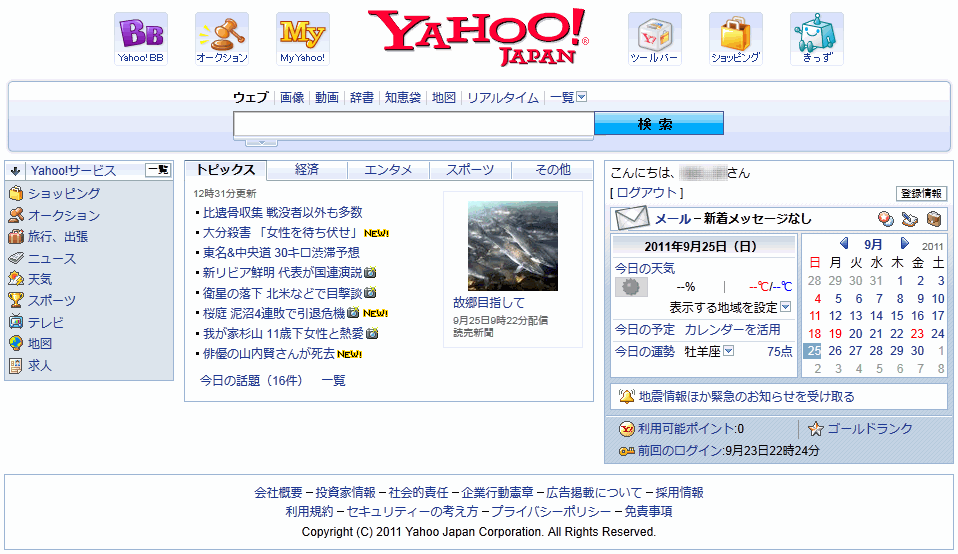 Yahoo! BB
オークション
My Yahoo!
YAHOO! JAPAN
ツールバー
ショッピング
きっず
ウェブ 画像 動画 辞書 知恵袋 地図 リアルタイム 一覧
検 索
Yahoo!サービス 一覧
ショッピング
オークション
旅行、出張
ニュース
天気
スポーツ
テレビ
地図
求人
トピックス 経済 エンタメ スポーツ その他
12時31分更新
比遺骨収集 戦没者以外も多数
大分殺害 「女性を待ち伏せ」 NEW!
東名&中央道 30キロ渋滞予想
新リビア鮮明 代表が国連演説
衛星の落下 北米などで目撃談
桜庭 泥沼4連敗で引退危機 NEW!
我が家杉山 11歳下女性と熱愛
俳優の山内賢さんが死去 NEW!
今日の話題（16件） 一覧
故郷目指して
9月25日9時22分配信
読売新聞
こんにちは、 さん
[ ログアウト ] 登録情報
メール – 新着メッセージなし
2011年9月25日（日）
今日の天気
--% | --℃/--℃
表示する地域を設定
今日の予定 カレンダーを活用
今日の運勢 牡羊座 75点
9月 2011
日 月 火 水 木 金 土
28 29 30 31 1 2 3
4 5 6 7 8 9 10
11 12 13 14 15 16 17
18 19 20 21 22 23 24
25 26 27 28 29 30 1
2 3 4 5 6 7 8
地震情報ほか緊急のお知らせを受け取る
利用可能ポイント:0 ゴールドランク
前回のログイン:9月23日22時24分
会社概要 – 投資家情報 – 社会的責任 – 企業行動憲章 – 広告掲載について – 採用情報
利用規約 – セキュリティーの考え方 – プライバシーポリシー – 免責事項
Copyright (C) 2011 Yahoo Japan Corporation. All Rights Reserved.